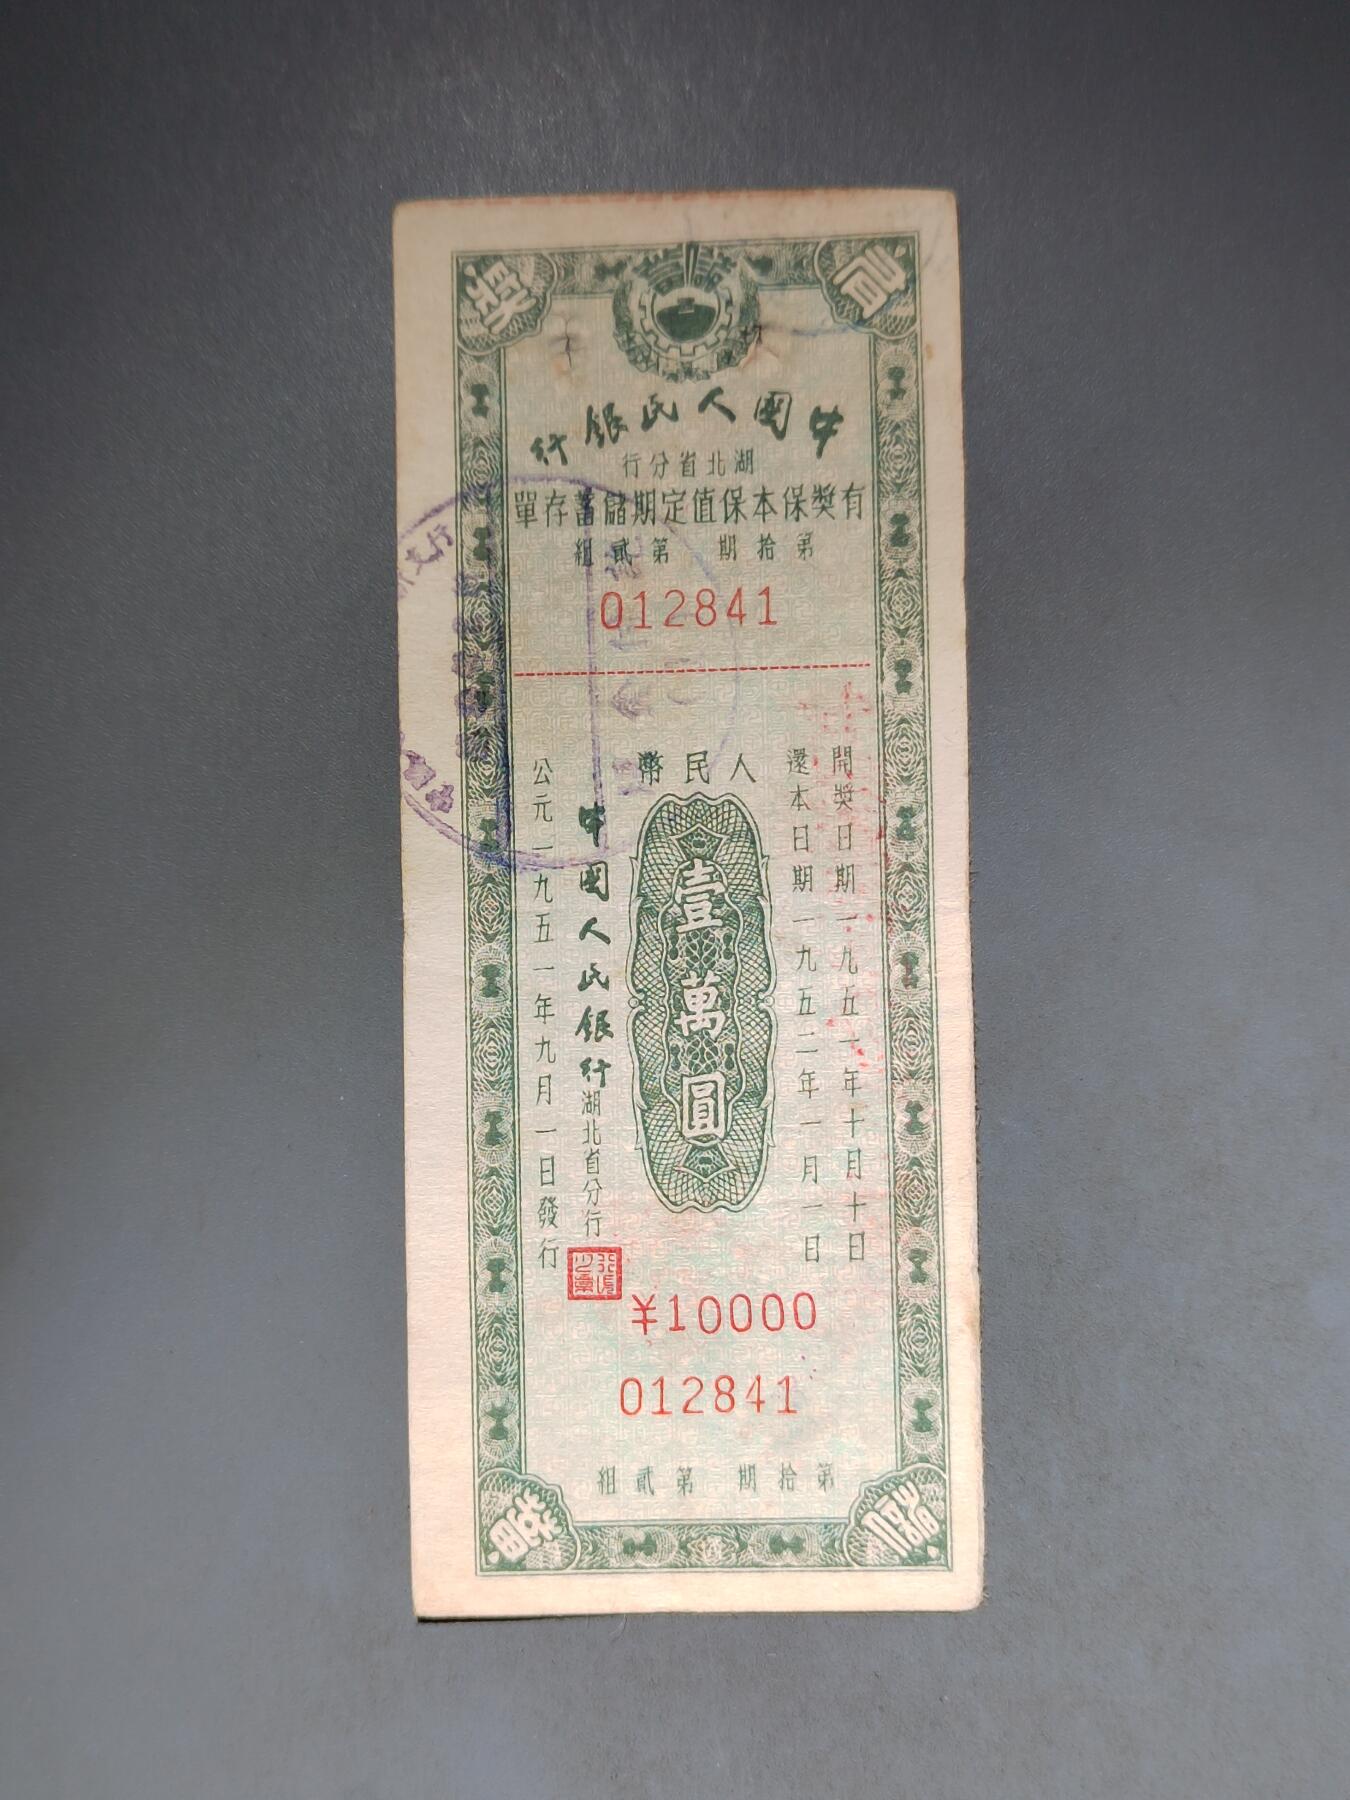 有獎
儲蓄
中國人民銀行
湖北省分行
有獎保本保值定期儲蓄存單
第拾期 第貳組
012841
人民幣
壹萬圓
開獎日期一九五一年十月十日
還本日期一九五二年一月一日
中國人民銀行湖北省分行
公元一九五一年九月一日發行
¥10000
012841
第拾期 第貳組